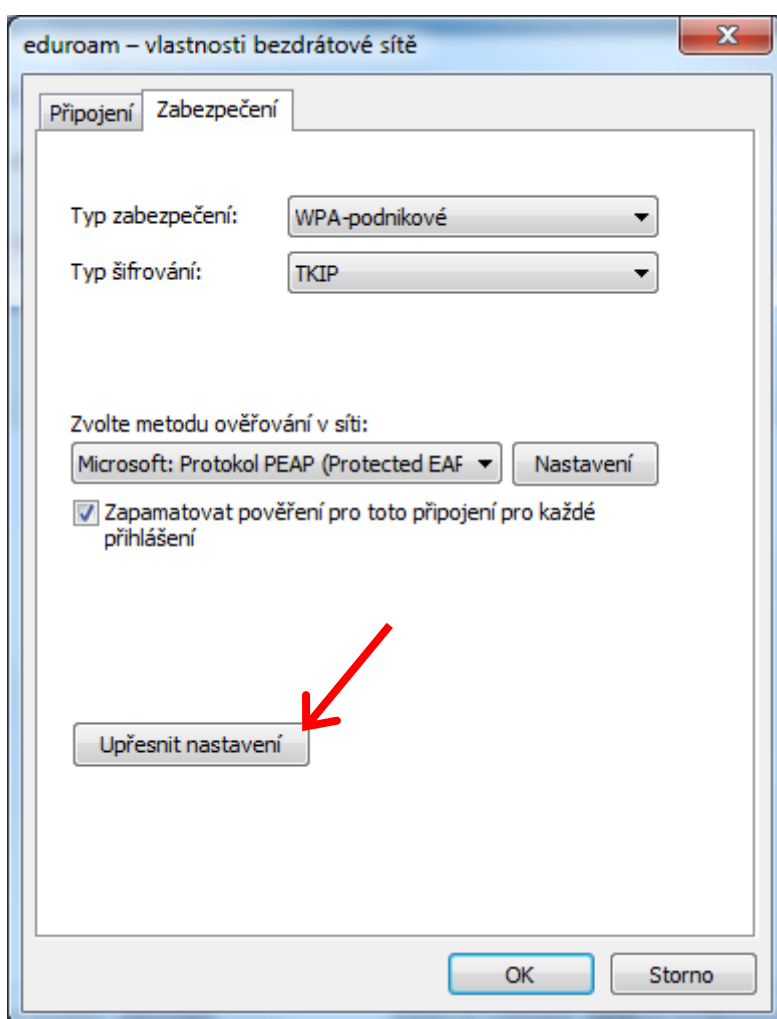 eduroam – vlastnosti bezdrátové sítě
Připojení
Zabezpečení
Typ zabezpečení:
WPA-podnikové
Typ šifrování:
TKIP
Zvolte metodu ověřování v síti:
Microsoft: Protokol PEAP (Protected EAP
Nastavení
Zapamatovat pověření pro toto připojení pro každé
přihlášení
Upřesnit nastavení
OK
Storno